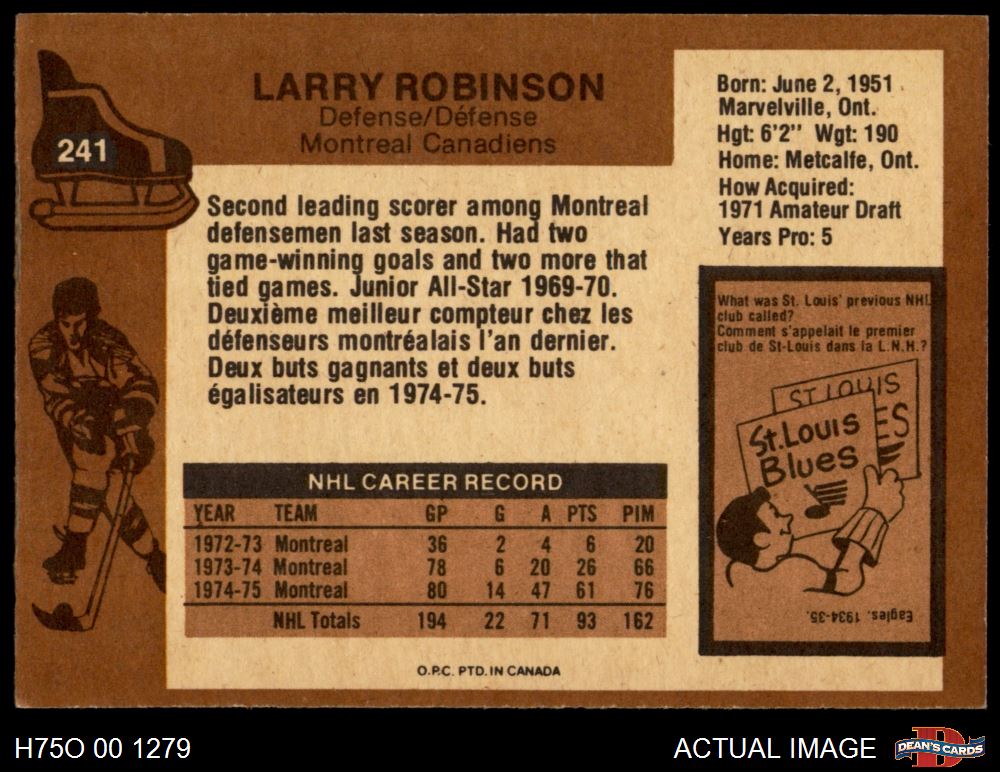 241
LARRY ROBINSON
Defense/Défense
Montreal Canadiens
Born: June 2, 1951
Marvelville, Ont.
Hgt: 6'2" Wgt: 190
Home: Metcalfe, Ont.
How Acquired:
1971 Amateur Draft
Years Pro: 5
Second leading scorer among Montreal
defensemen last season. Had two
game-winning goals and two more that
tied games. Junior All-Star 1969-70.
Deuxième meilleur compteur chez les
défenseurs montréalais l'an dernier.
Deux buts gagnants et deux buts
égalisateurs en 1974-75.
NHL CAREER RECORD
YEAR TEAM GP G A PTS PIM
1972-73 Montreal 36 2 4 6 20
1973-74 Montreal 78 6 20 26 66
1974-75 Montreal 80 14 47 61 76
NHL Totals 194 22 71 93 162
O.P.C. PTD. IN CANADA
What was St. Louis' previous NHL
club called?
Comment s'appelait le premier
club de St-Louis dans la L.N.H.?
ST LOUIS
ES
St. Louis
Blues
Eagles. 1934-35.
H75O 00 1279
ACTUAL IMAGE
D
DEAN'S CARDS